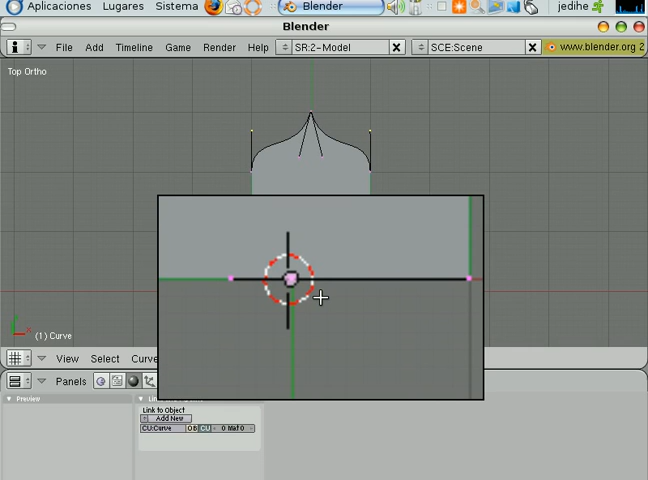 Aplicaciones Lugares Sistema Blender jedihe
Blender
File Add Timeline Game Render Help SR:2-Model SCE:Scene www.blender.org 2
Top Ortho
(1) Curve
View Select Curve
Panels
Preview
Link to Object
Add New
CU:Curve OB CU 0 Mat 0